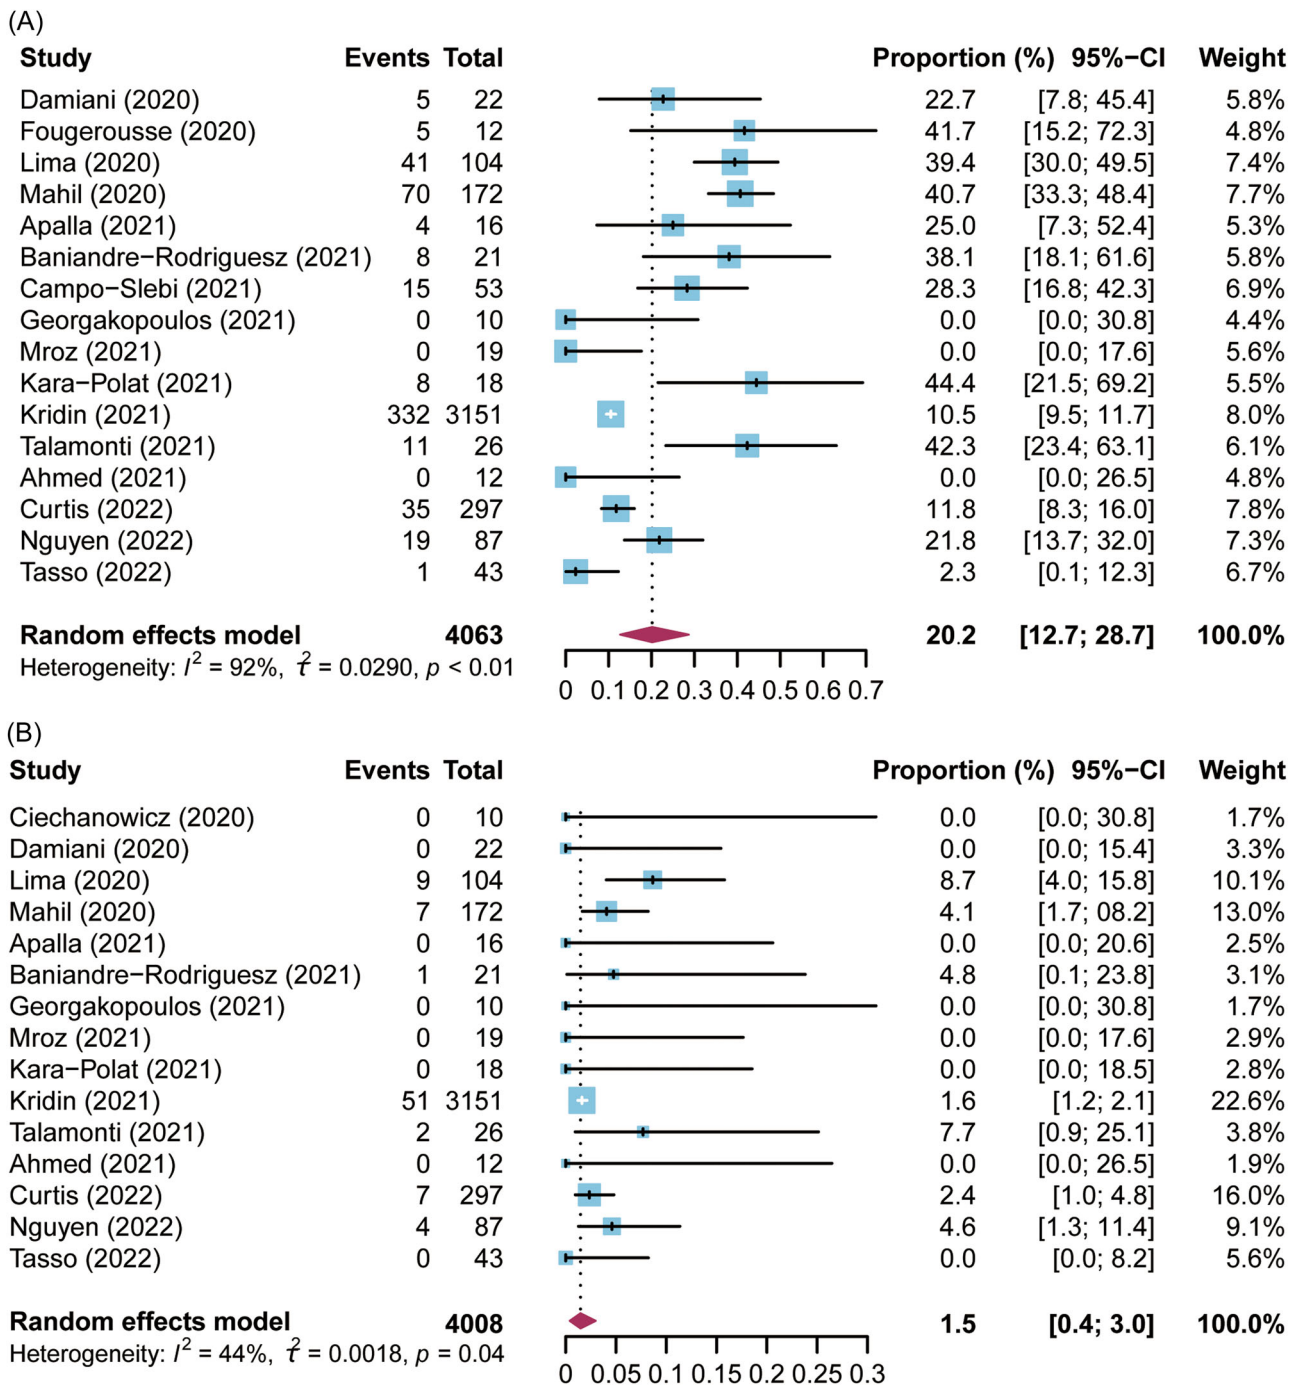 (A)
Study Events Total Proportion (%) 95%−CI Weight
Damiani (2020) 5 22 22.7 [7.8; 45.4] 5.8%
Fougerousse (2020) 5 12 41.7 [15.2; 72.3] 4.8%
Lima (2020) 41 104 39.4 [30.0; 49.5] 7.4%
Mahil (2020) 70 172 40.7 [33.3; 48.4] 7.7%
Apalla (2021) 4 16 25.0 [7.3; 52.4] 5.3%
Baniandre−Rodriguesz (2021) 8 21 38.1 [18.1; 61.6] 5.8%
Campo−Slebi (2021) 15 53 28.3 [16.8; 42.3] 6.9%
Georgakopoulos (2021) 0 10 0.0 [0.0; 30.8] 4.4%
Mroz (2021) 0 19 0.0 [0.0; 17.6] 5.6%
Kara−Polat (2021) 8 18 44.4 [21.5; 69.2] 5.5%
Kridin (2021) 332 3151 10.5 [9.5; 11.7] 8.0%
Talamonti (2021) 11 26 42.3 [23.4; 63.1] 6.1%
Ahmed (2021) 0 12 0.0 [0.0; 26.5] 4.8%
Curtis (2022) 35 297 11.8 [8.3; 16.0] 7.8%
Nguyen (2022) 19 87 21.8 [13.7; 32.0] 7.3%
Tasso (2022) 1 43 2.3 [0.1; 12.3] 6.7%
Random effects model 4063 20.2 [12.7; 28.7] 100.0%
Heterogeneity: I² = 92%, τ̂² = 0.0290, p < 0.01
0 0.1 0.2 0.3 0.4 0.5 0.6 0.7
(B)
Study Events Total Proportion (%) 95%−CI Weight
Ciechanowicz (2020) 0 10 0.0 [0.0; 30.8] 1.7%
Damiani (2020) 0 22 0.0 [0.0; 15.4] 3.3%
Lima (2020) 9 104 8.7 [4.0; 15.8] 10.1%
Mahil (2020) 7 172 4.1 [1.7; 08.2] 13.0%
Apalla (2021) 0 16 0.0 [0.0; 20.6] 2.5%
Baniandre−Rodriguesz (2021) 1 21 4.8 [0.1; 23.8] 3.1%
Georgakopoulos (2021) 0 10 0.0 [0.0; 30.8] 1.7%
Mroz (2021) 0 19 0.0 [0.0; 17.6] 2.9%
Kara−Polat (2021) 0 18 0.0 [0.0; 18.5] 2.8%
Kridin (2021) 51 3151 1.6 [1.2; 2.1] 22.6%
Talamonti (2021) 2 26 7.7 [0.9; 25.1] 3.8%
Ahmed (2021) 0 12 0.0 [0.0; 26.5] 1.9%
Curtis (2022) 7 297 2.4 [1.0; 4.8] 16.0%
Nguyen (2022) 4 87 4.6 [1.3; 11.4] 9.1%
Tasso (2022) 0 43 0.0 [0.0; 8.2] 5.6%
Random effects model 4008 1.5 [0.4; 3.0] 100.0%
Heterogeneity: I² = 44%, τ̂² = 0.0018, p = 0.04
0 0.05 0.1 0.15 0.2 0.25 0.3